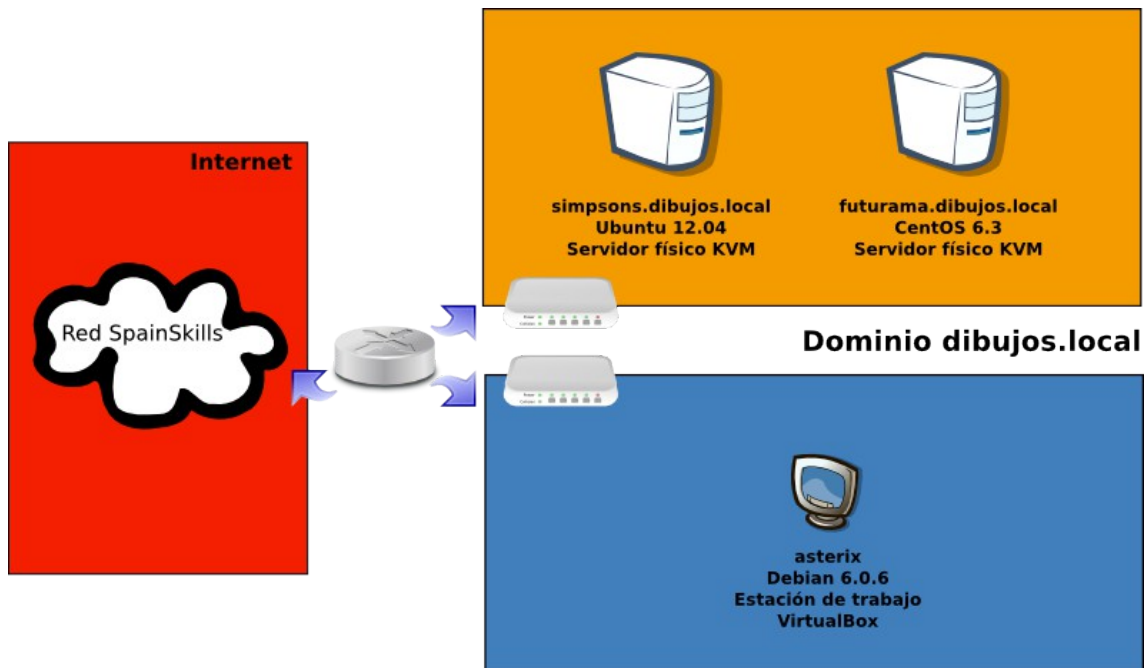 Internet
Red SpainSkills
simpsons.dibujos.local
Ubuntu 12.04
Servidor físico KVM
futurama.dibujos.local
CentOS 6.3
Servidor físico KVM
Dominio dibujos.local
asterix
Debian 6.0.6
Estación de trabajo
VirtualBox